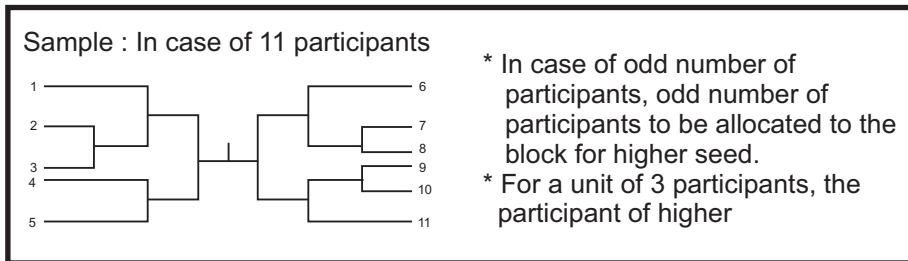 Sample : In case of 11 participants
1
2
3
4
5
6
7
8
9
10
11
* In case of odd number of
participants, odd number of
participants to be allocated to the
block for higher seed.
* For a unit of 3 participants, the
participant of higher